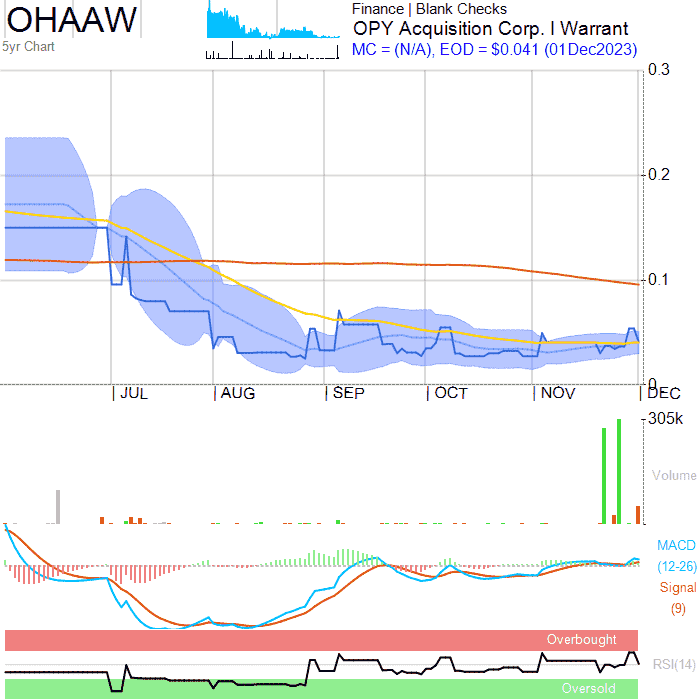 OHAAW
5yr Chart
Finance | Blank Checks
OPY Acquisition Corp. I Warrant
MC = (N/A), EOD = $0.041 (01Dec2023)
0.3
0.2
0.1
0
JUL AUG SEP OCT NOV DEC
305k
Volume
MACD
(12-26)
Signal
(9)
Overbought
RSI(14)
Oversold